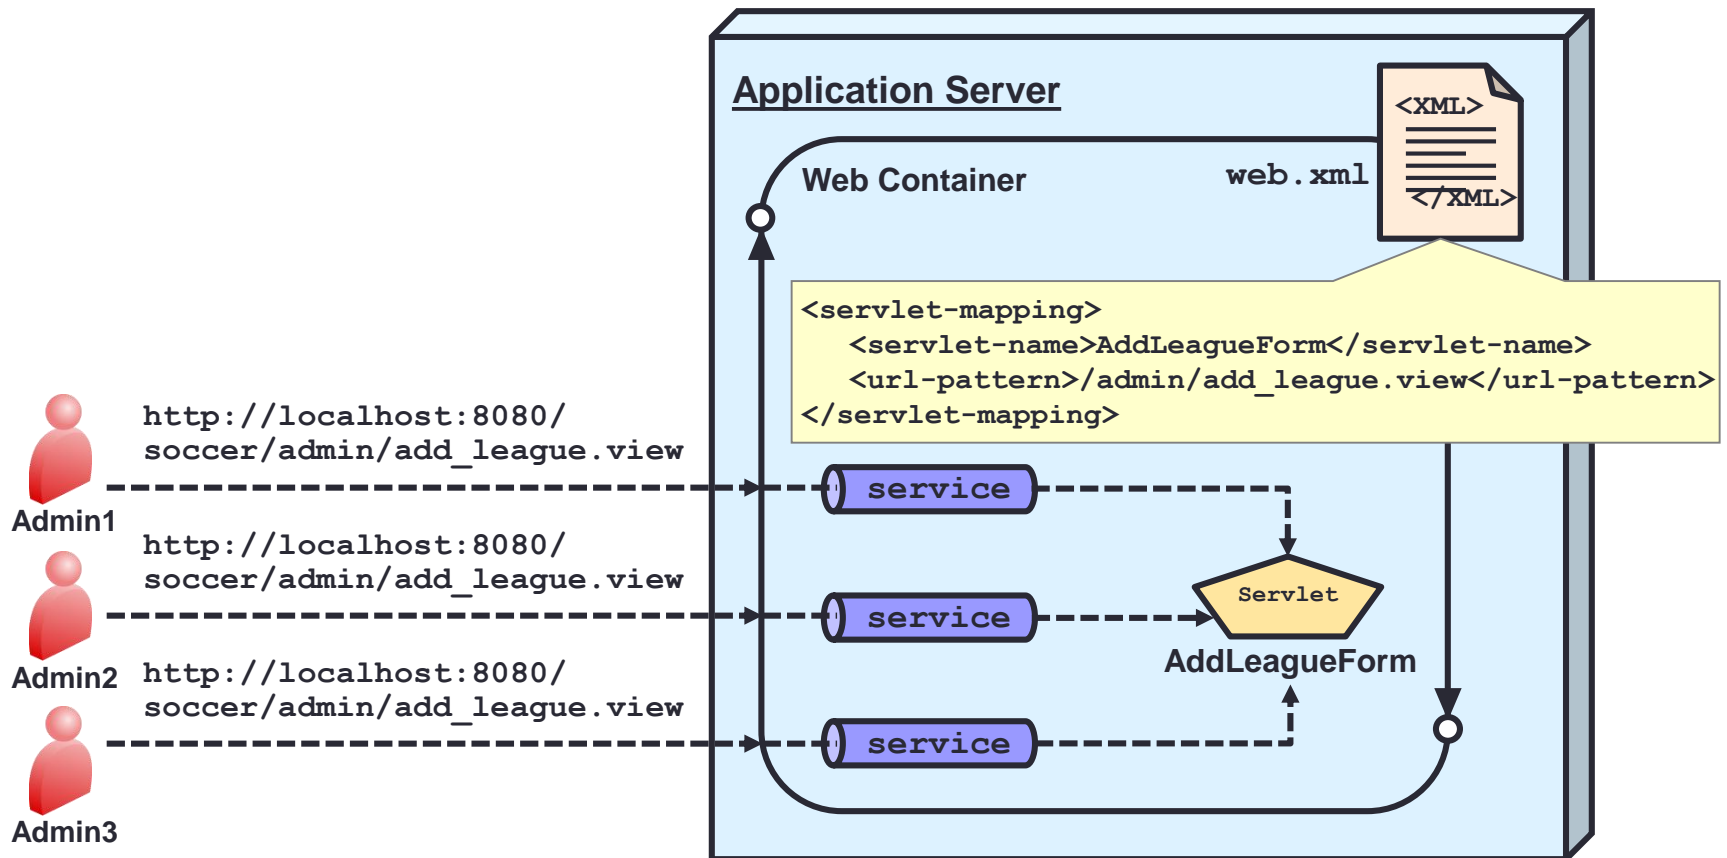 Application Server
<XML>
</XML>
Web Container
web.xml
<servlet-mapping>
<servlet-name>AddLeagueForm</servlet-name>
<url-pattern>/admin/add_league.view</url-pattern>
</servlet-mapping>
http://localhost:8080/
soccer/admin/add_league.view
Admin1
service
http://localhost:8080/
soccer/admin/add_league.view
Admin2
service
Servlet
AddLeagueForm
http://localhost:8080/
soccer/admin/add_league.view
Admin3
service